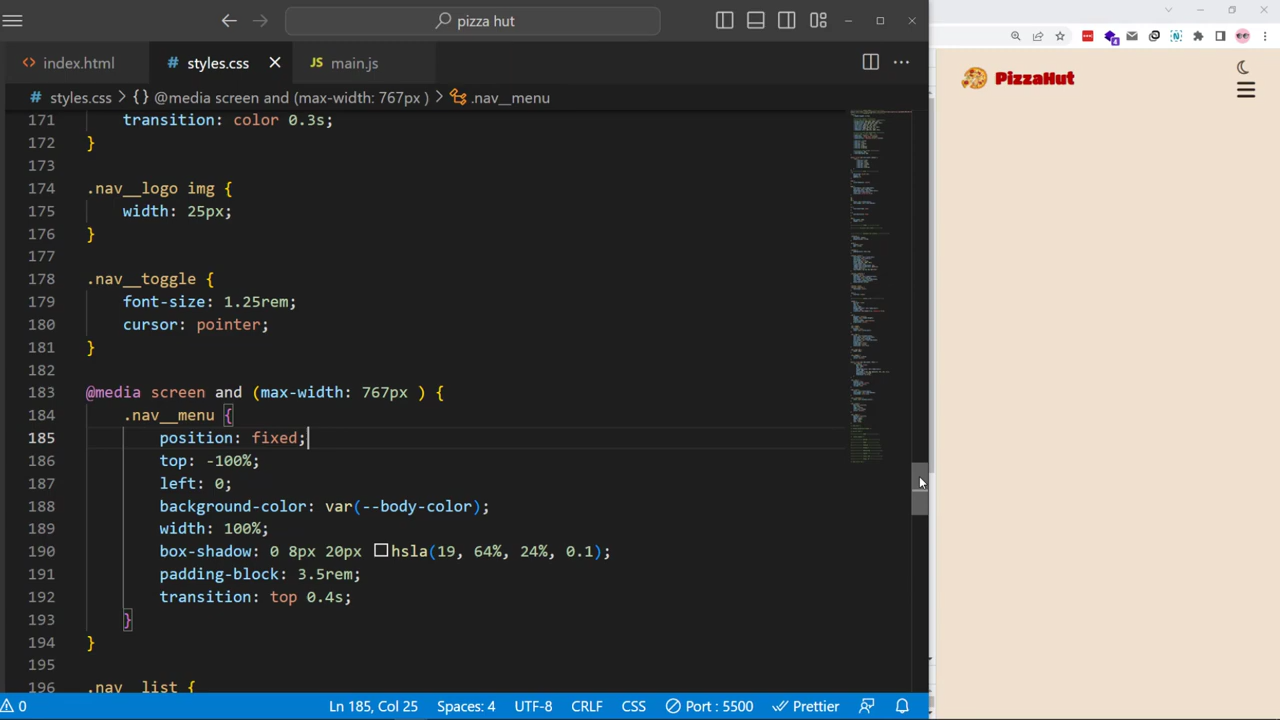 pizza hut
index.html
styles.css
JS main.js
# styles.css > {} @media screen and (max-width: 767px ) > .nav__menu
171 transition: color 0.3s;
172 }
173
174 .nav__logo img {
175 width: 25px;
176 }
177
178 .nav__toggle {
179 font-size: 1.25rem;
180 cursor: pointer;
181 }
182
183 @media screen and (max-width: 767px ) {
184 .nav__menu {
185 position: fixed;
186 top: -100%;
187 left: 0;
188 background-color: var(--body-color);
189 width: 100%;
190 box-shadow: 0 8px 20px hsla(19, 64%, 24%, 0.1);
191 padding-block: 3.5rem;
192 transition: top 0.4s;
193 }
194 }
195
196 .nav__list {
0 Ln 185, Col 25 Spaces: 4 UTF-8 CRLF CSS Port : 5500 Prettier
4
PizzaHut